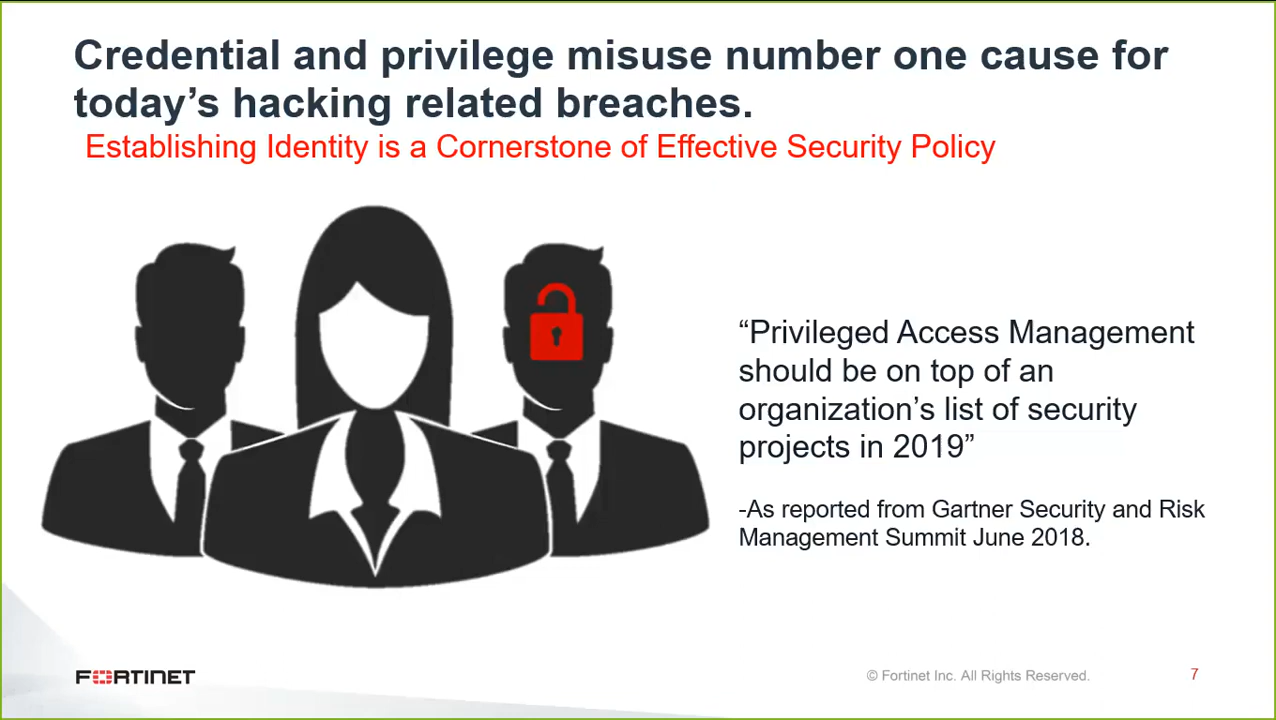 Credential and privilege misuse number one cause for
today’s hacking related breaches.
Establishing Identity is a Cornerstone of Effective Security Policy
“Privileged Access Management
should be on top of an
organization’s list of security
projects in 2019”
-As reported from Gartner Security and Risk
Management Summit June 2018.
FORTINET
© Fortinet Inc. All Rights Reserved.
7